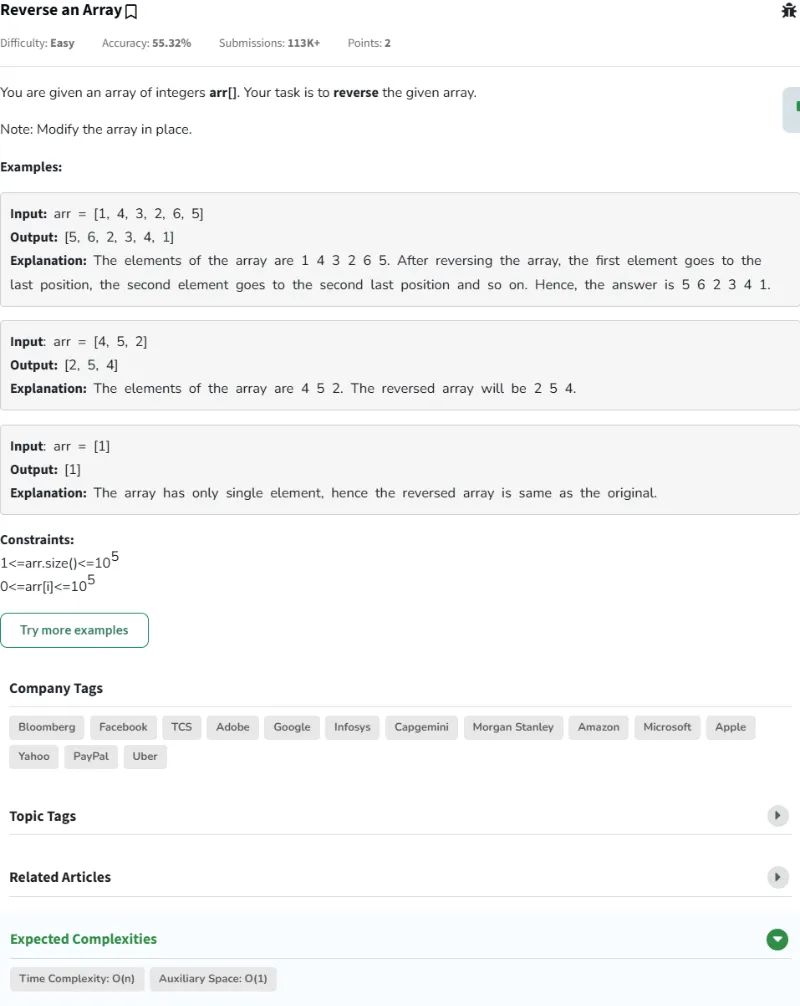 Reverse an Array
Difficulty: Easy Accuracy: 55.32% Submissions: 113K+ Points: 2
You are given an array of integers arr[]. Your task is to reverse the given array.
Note: Modify the array in place.
Examples:
Input: arr = [1, 4, 3, 2, 6, 5]
Output: [5, 6, 2, 3, 4, 1]
Explanation: The elements of the array are 1 4 3 2 6 5. After reversing the array, the first element goes to the
last position, the second element goes to the second last position and so on. Hence, the answer is 5 6 2 3 4 1.
Input: arr = [4, 5, 2]
Output: [2, 5, 4]
Explanation: The elements of the array are 4 5 2. The reversed array will be 2 5 4.
Input: arr = [1]
Output: [1]
Explanation: The array has only single element, hence the reversed array is same as the original.
Constraints:
1<=arr.size()<=10⁵
0<=arr[i]<=10⁵
Try more examples
Company Tags
Bloomberg Facebook TCS Adobe Google Infosys Capgemini Morgan Stanley Amazon Microsoft Apple
Yahoo PayPal Uber
Topic Tags
Related Articles
Expected Complexities
Time Complexity: O(n) Auxiliary Space: O(1)